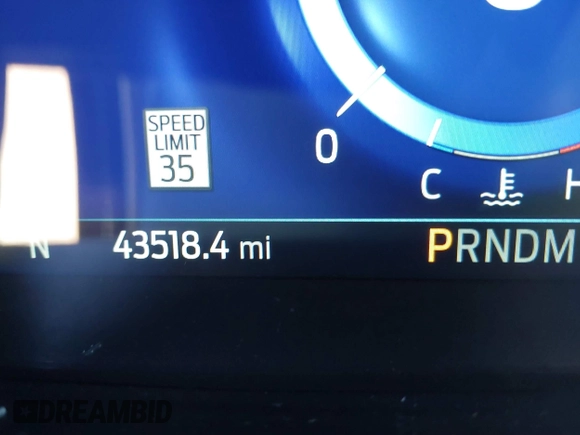 SPEED
LIMIT
35
0
C
H
N
43518.4 mi
PRNDM
DREAMBID